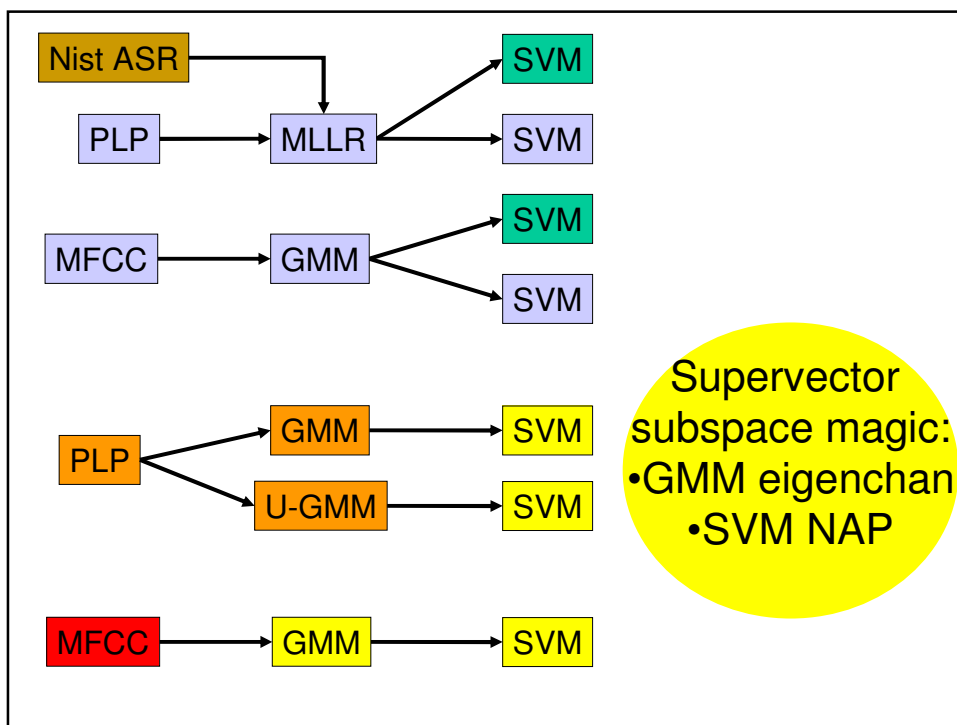 Nist ASR
SVM
PLP
MLLR
SVM
SVM
MFCC
GMM
SVM
Supervector
subspace magic:
•GMM eigenchan
•SVM NAP
GMM
SVM
PLP
U-GMM
SVM
MFCC
GMM
SVM